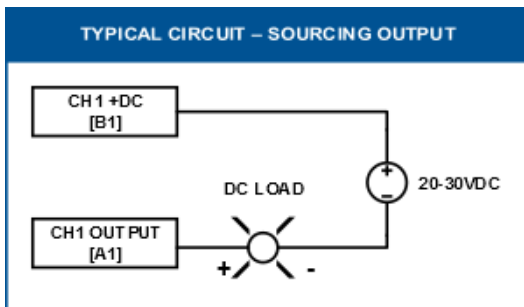 TYPICAL CIRCUIT – SOURCING OUTPUT
CH1 +DC
[B1]
DC LOAD
+
−
20-30VDC
CH1 OUTPUT
[A1]
+
-